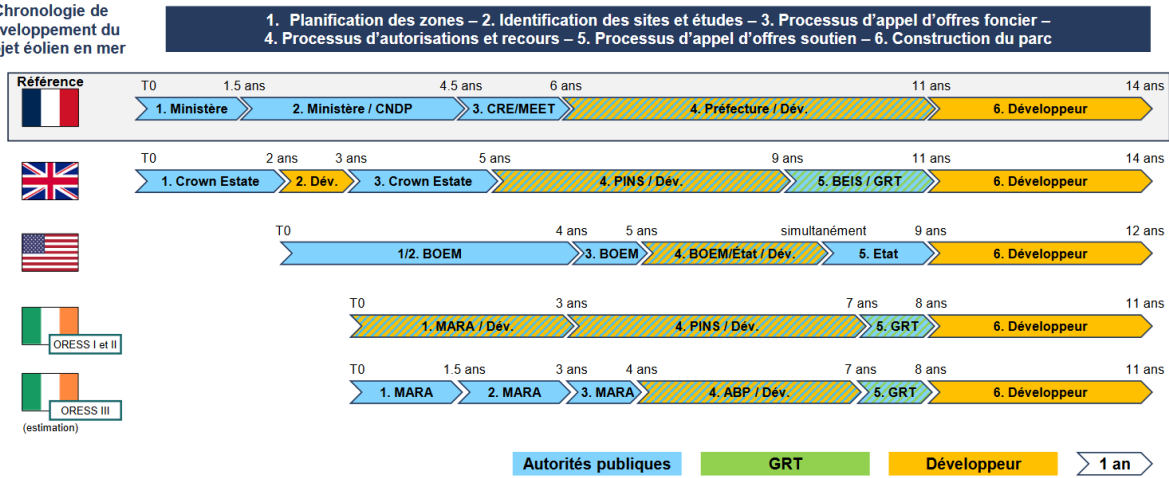 Chronologie de
développement du
projet éolien en mer
1. Planification des zones – 2. Identification des sites et études – 3. Processus d'appel d'offres foncier –
4. Processus d'autorisations et recours – 5. Processus d'appel d'offres soutien – 6. Construction du parc
Référence
T0 1.5 ans 4.5 ans 6 ans 11 ans 14 ans
1. Ministère 2. Ministère / CNDP 3. CRE/MEET 4. Préfecture / Dév. 6. Développeur
T0 2 ans 3 ans 5 ans 9 ans 11 ans 14 ans
1. Crown Estate 2. Dév. 3. Crown Estate 4. PINS / Dév. 5. BEIS / GRT 6. Développeur
T0 4 ans 5 ans simultanément 9 ans 12 ans
1/2. BOEM 3. BOEM 4. BOEM/État / Dév. 5. Etat 6. Développeur
T0 3 ans 7 ans 8 ans 11 ans
1. MARA / Dév. 4. PINS / Dév. 5. GRT 6. Développeur
ORESS I et II
T0 1.5 ans 3 ans 4 ans 7 ans 8 ans 11 ans
1. MARA 2. MARA 3. MARA 4. ABP / Dév. 5. GRT 6. Développeur
ORESS III
(estimation)
Autorités publiques GRT Développeur 1 an